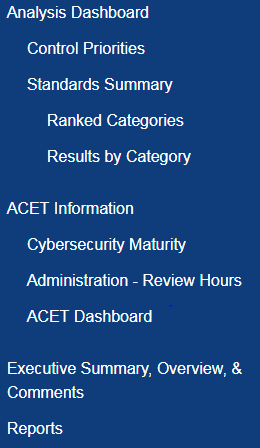 Analysis Dashboard
Control Priorities
Standards Summary
Ranked Categories
Results by Category
ACET Information
Cybersecurity Maturity
Administration - Review Hours
ACET Dashboard
Executive Summary, Overview, &
Comments
Reports